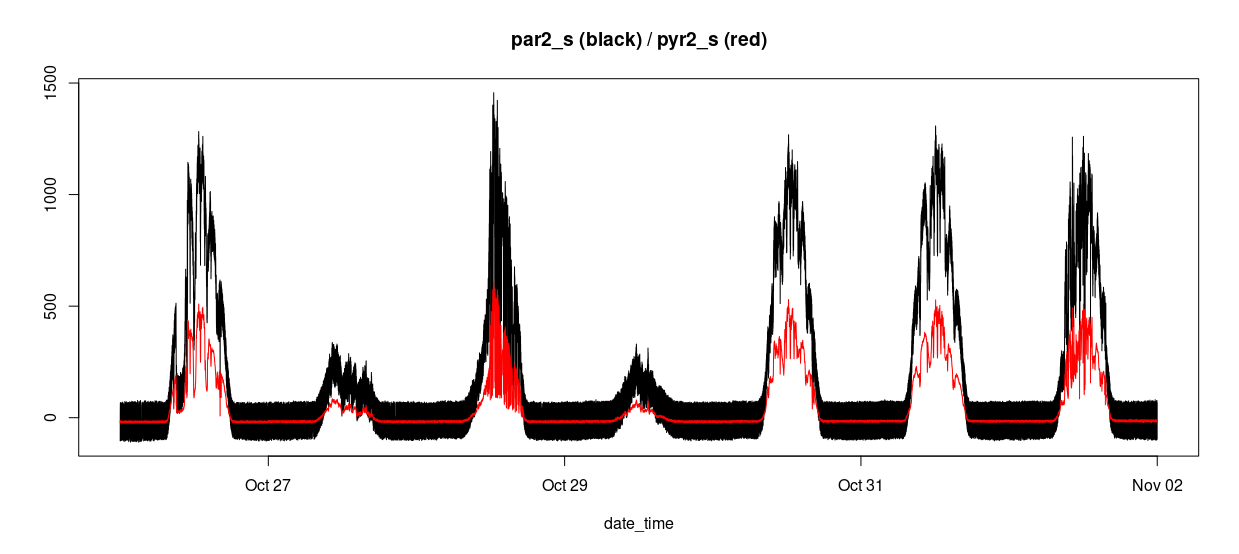 par2_s (black) / pyr2_s (red)
1500
1000
500
0
Oct 27 Oct 29 Oct 31 Nov 02
date_time